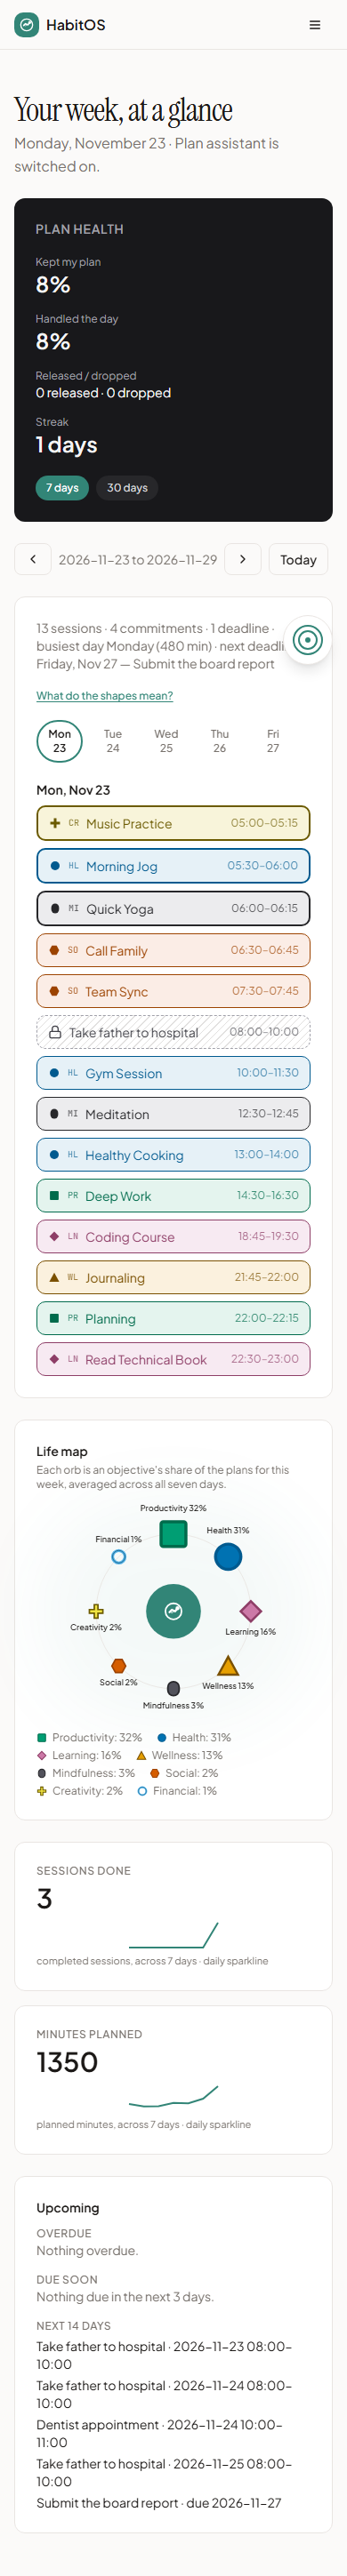 HabitOS
Your week, at a glance
Monday, November 23 · Plan assistant is
switched on.
PLAN HEALTH
Kept my plan
8%
Handled the day
8%
Released / dropped
0 released · 0 dropped
Streak
1 days
7 days
30 days
2026-11-23 to 2026-11-29
Today
13 sessions · 4 commitments · 1 deadline ·
busiest day Monday (480 min) · next
Friday, Nov 27 — Submit the board report
What do the shapes mean?
Mon
23
Tue
24
Wed
25
Thu
26
Fri
27
Mon, Nov 23
CR Music Practice 05:00–05:15
HL Morning Jog 05:30–06:00
MI Quick Yoga 06:00–06:15
SO Call Family 06:30–06:45
SO Team Sync 07:30–07:45
Take father to hospital 08:00–10:00
HL Gym Session 10:00–11:30
MI Meditation 12:30–12:45
HL Healthy Cooking 13:00–14:00
PR Deep Work 14:30–16:30
LN Coding Course 18:45–19:30
WL Journaling 21:45–22:00
PR Planning 22:00–22:15
LN Read Technical Book 22:30–23:00
Life map
Each orb is an objective's share of the plans for this
week, averaged across all seven days.
Productivity 32%
Health 31%
Financial 1%
Creativity 2%
Learning 16%
Social 2%
Wellness 13%
Mindfulness 3%
Productivity: 32% Health: 31%
Learning: 16% Wellness: 13%
Mindfulness: 3% Social: 2%
Creativity: 2% Financial: 1%
SESSIONS DONE
3
completed sessions, across 7 days · daily sparkline
MINUTES PLANNED
1350
planned minutes, across 7 days · daily sparkline
Upcoming
OVERDUE
Nothing overdue.
DUE SOON
Nothing due in the next 3 days.
NEXT 14 DAYS
Take father to hospital · 2026-11-23 08:00–
10:00
Take father to hospital · 2026-11-24 08:00–
10:00
Dentist appointment · 2026-11-24 10:00–
11:00
Take father to hospital · 2026-11-25 08:00–
10:00
Submit the board report · due 2026-11-27